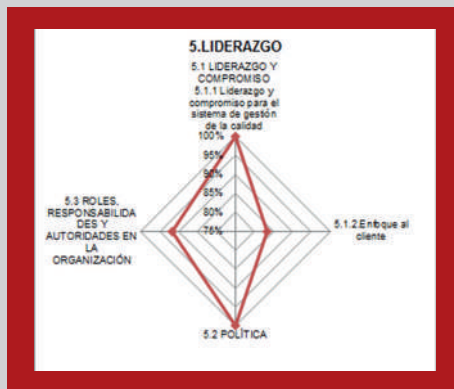 5.LIDERAZGO
5.1 LIDERAZGO Y
COMPROMISO
5.1.1 Liderazgo y
compromiso para el
sistema de gestión
de la calidad
100%
95%
90%
85%
80%
75%
5.3 ROLES,
RESPONSABILIDA
DES Y
AUTORIDADES EN
LA
ORGANIZACIÓN
5.1.2.Enfoque al
cliente
5.2 POLÍTICA